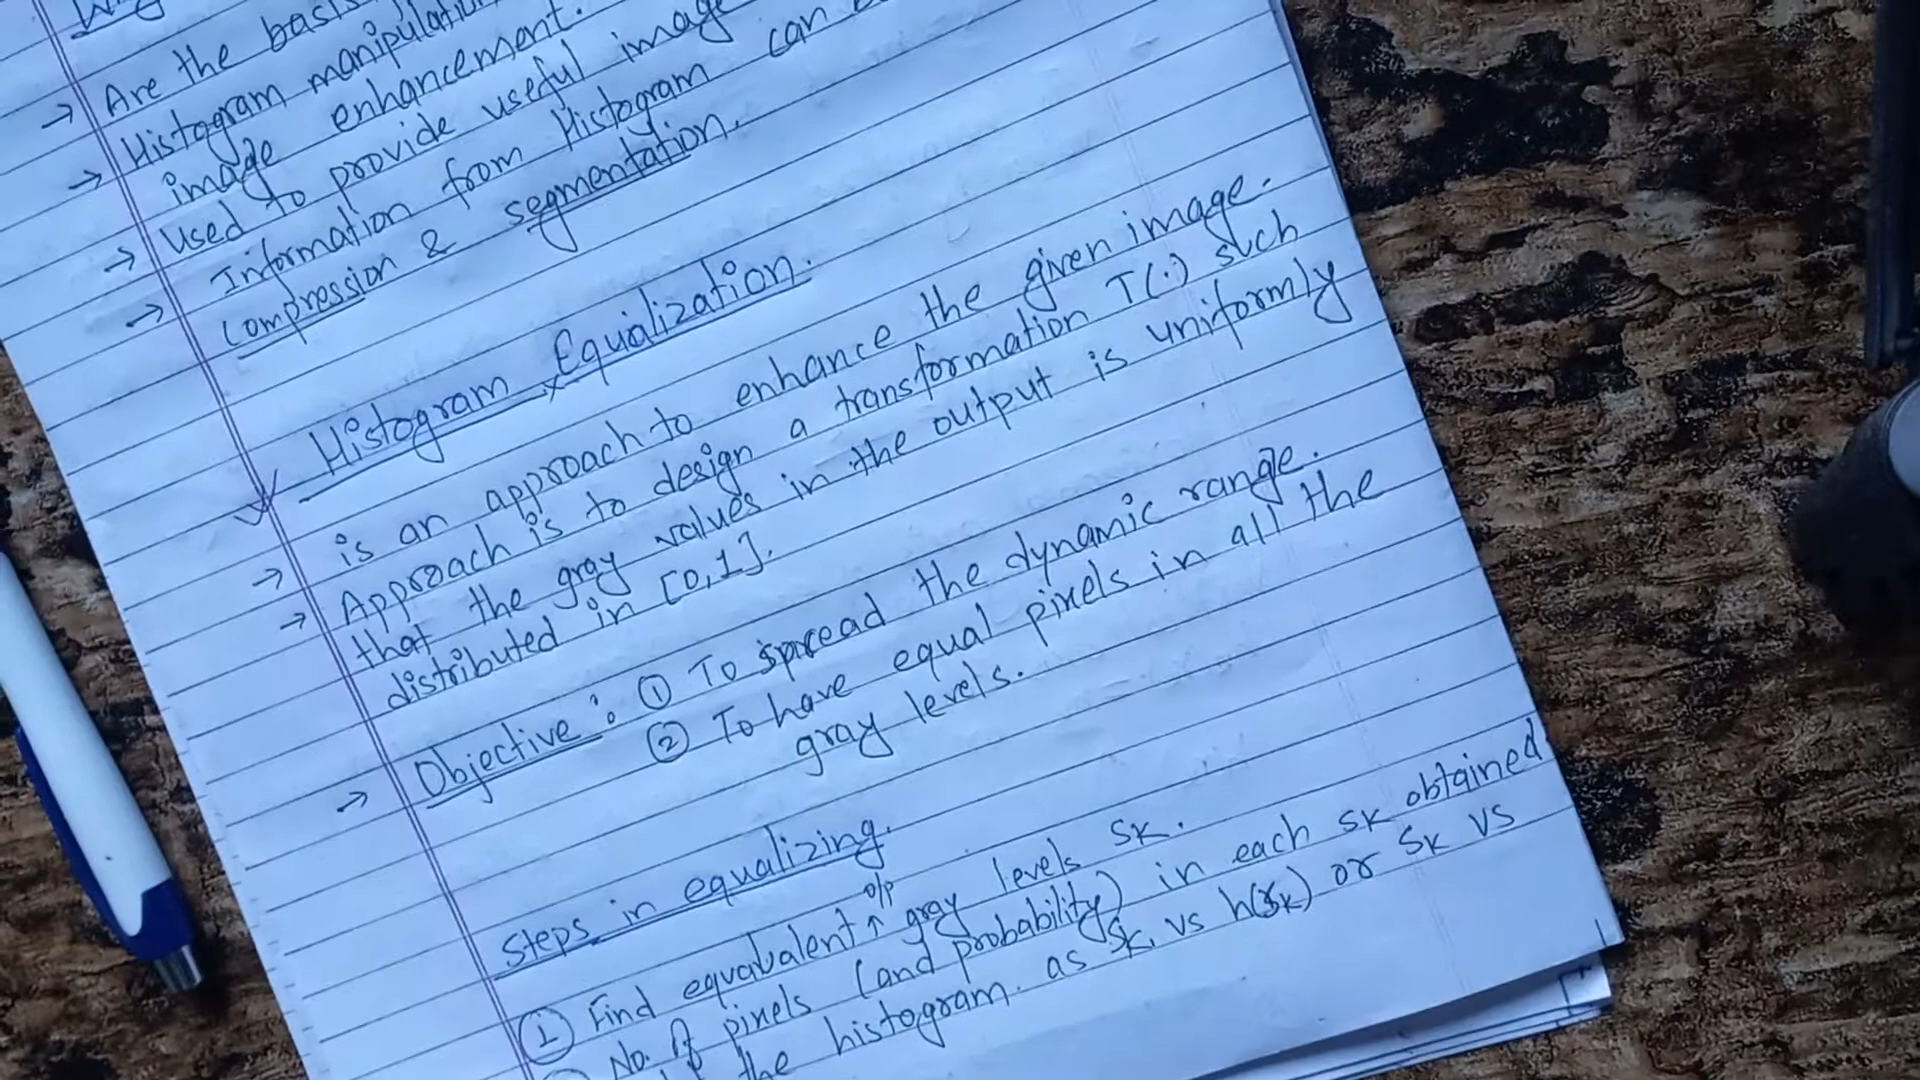 → Are the basis
→ Histogram manipulation
image enhancement.
→ Used to provide useful image
→ Information from Histogram can
Compression & segmentation.
Histogram Equalization.
→ is an approach to enhance the given image.
→ Approach is to design a transformation T(·) such
that the gray values in the output is uniformly
distributed in [0,1].
→ Objective : ① To spread the dynamic range.
② To have equal pixels in all the
gray levels.
Steps in equalizing.
① Find equavalent o/p gray levels Sk.
No. of pixels (and probability) in each Sk obtained
the histogram. as Sk vs h(Sk) or Sk vs